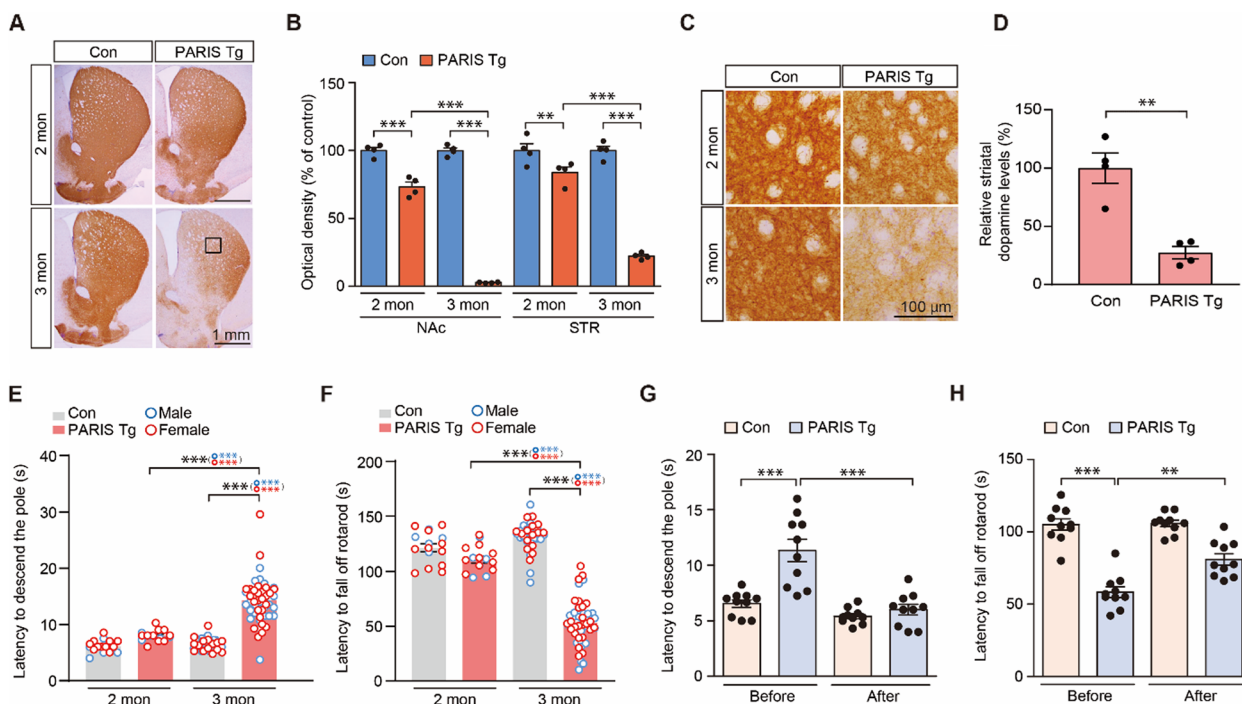 A
Con
PARIS Tg
2 mon
3 mon
1 mm
B
Con PARIS Tg
Optical density (% of control)
150
100
50
0
*** *** *** ** *** ***
2 mon 3 mon 2 mon 3 mon
NAc STR
C
Con
PARIS Tg
2 mon
3 mon
100 µm
D
Relative striatal
dopamine levels (%)
150
100
50
0
**
Con PARIS Tg
E
Con Male
PARIS Tg Female
Latency to descend the pole (s)
40
30
20
10
0
***(***
***)
***(***
***)
2 mon 3 mon
F
Con Male
PARIS Tg Female
Latency to fall off rotarod (s)
200
150
100
50
0
***(***
***)
***(***
***)
2 mon 3 mon
G
Con PARIS Tg
Latency to descend the pole (s)
20
15
10
5
0
*** ***
Before After
H
Con PARIS Tg
Latency to fall off rotarod (s)
150
100
50
0
*** **
Before After